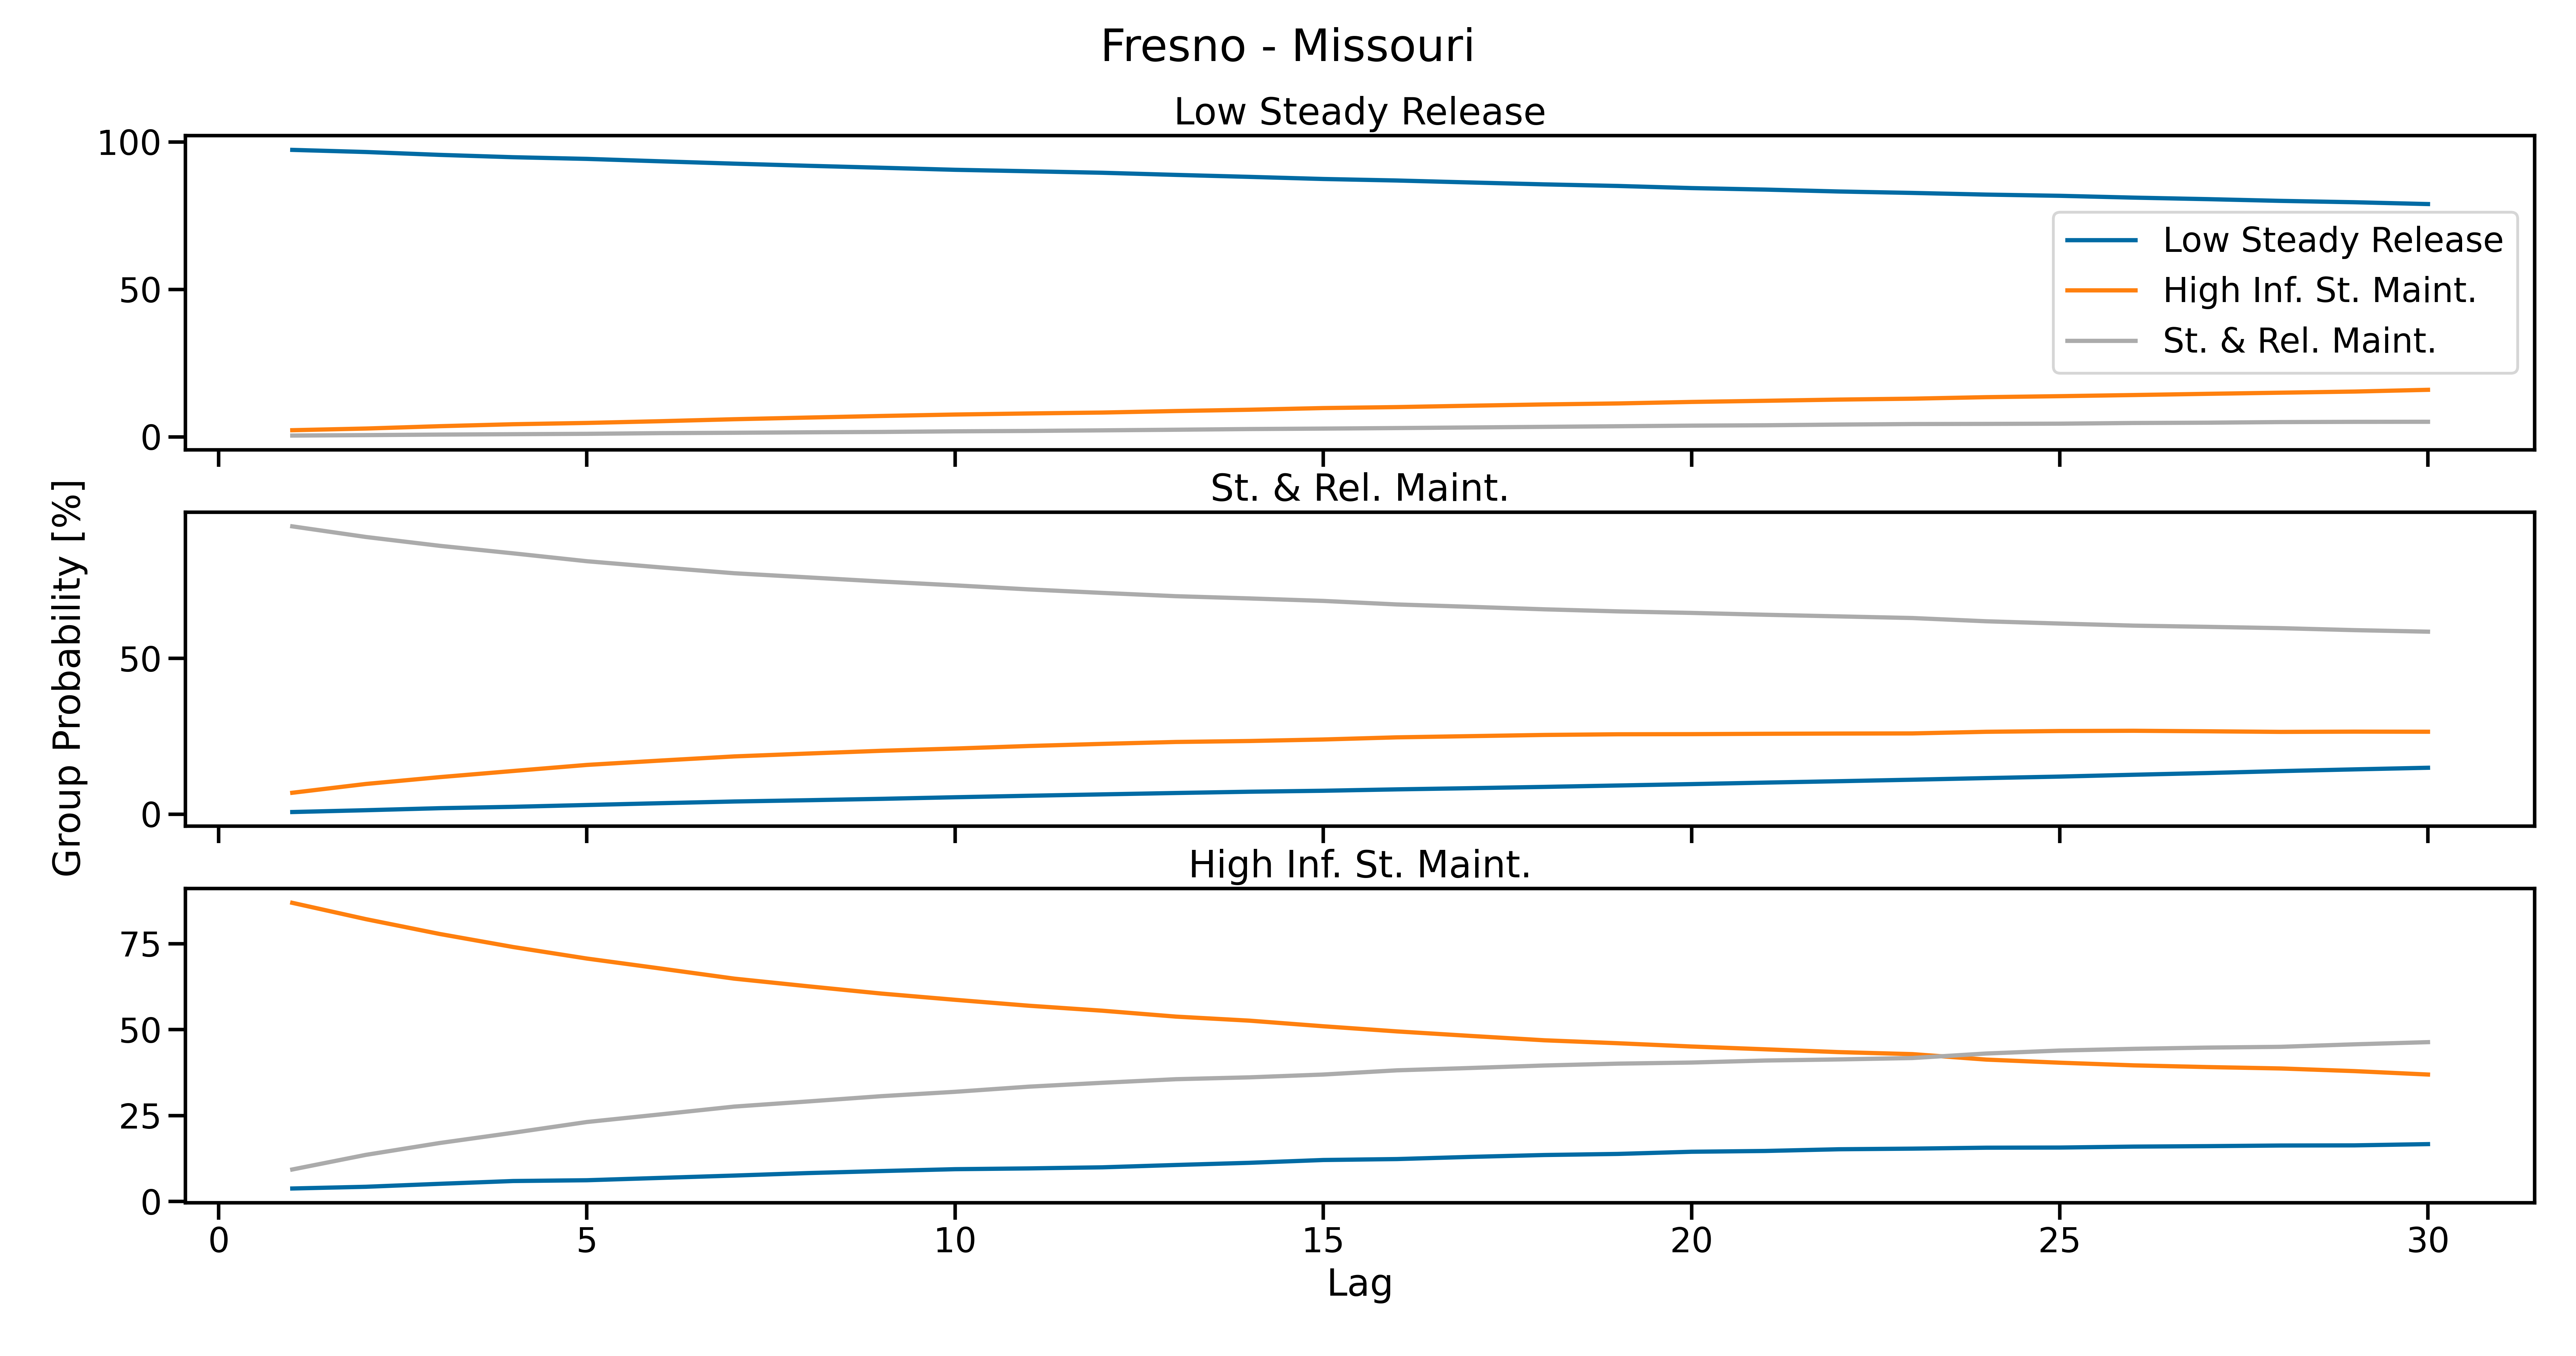 Fresno - Missouri
Low Steady Release
100
50
0
Low Steady Release
High Inf. St. Maint.
St. & Rel. Maint.
Group Probability [%]
St. & Rel. Maint.
50
0
High Inf. St. Maint.
75
50
25
0
0 5 10 15 20 25 30
Lag